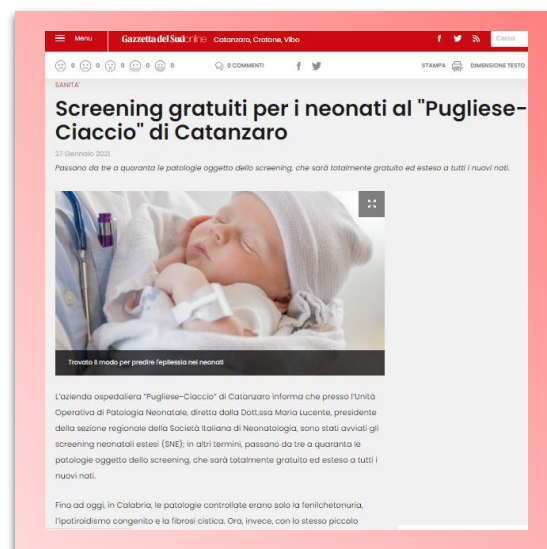 Menu
Gazzetta del Sud online Catanzaro, Crotone, Vibo
Cerca
0 0 0 0 0
0 COMMENTI
STAMPA
DIMENSIONE TESTO
SANITA'
Screening gratuiti per i neonati al "Pugliese-
Ciaccio" di Catanzaro
27 Gennaio 2021
Passano da tre a quaranta le patologie oggetto dello screening, che sarà totalmente gratuito ed esteso a tutti i nuovi nati.
Trovato il modo per predire l'epilessia nei neonati
L'azienda ospedaliera "Pugliese-Ciaccio" di Catanzaro informa che presso l'Unità
Operativa di Patologia Neonatale, diretta dalla Dott.ssa Maria Lucente, presidente
della sezione regionale della Società Italiana di Neonatologia, sono stati avviati gli
screening neonatali estesi (SNE); in altri termini, passano da tre a quaranta le
patologie oggetto dello screening, che sarà totalmente gratuito ed esteso a tutti i
nuovi nati.
Fino ad oggi, in Calabria, le patologie controllate erano solo la fenilchetonuria,
l'ipotiroidismo congenito e la fibrosi cistica. Ora, invece, con lo stesso piccolo